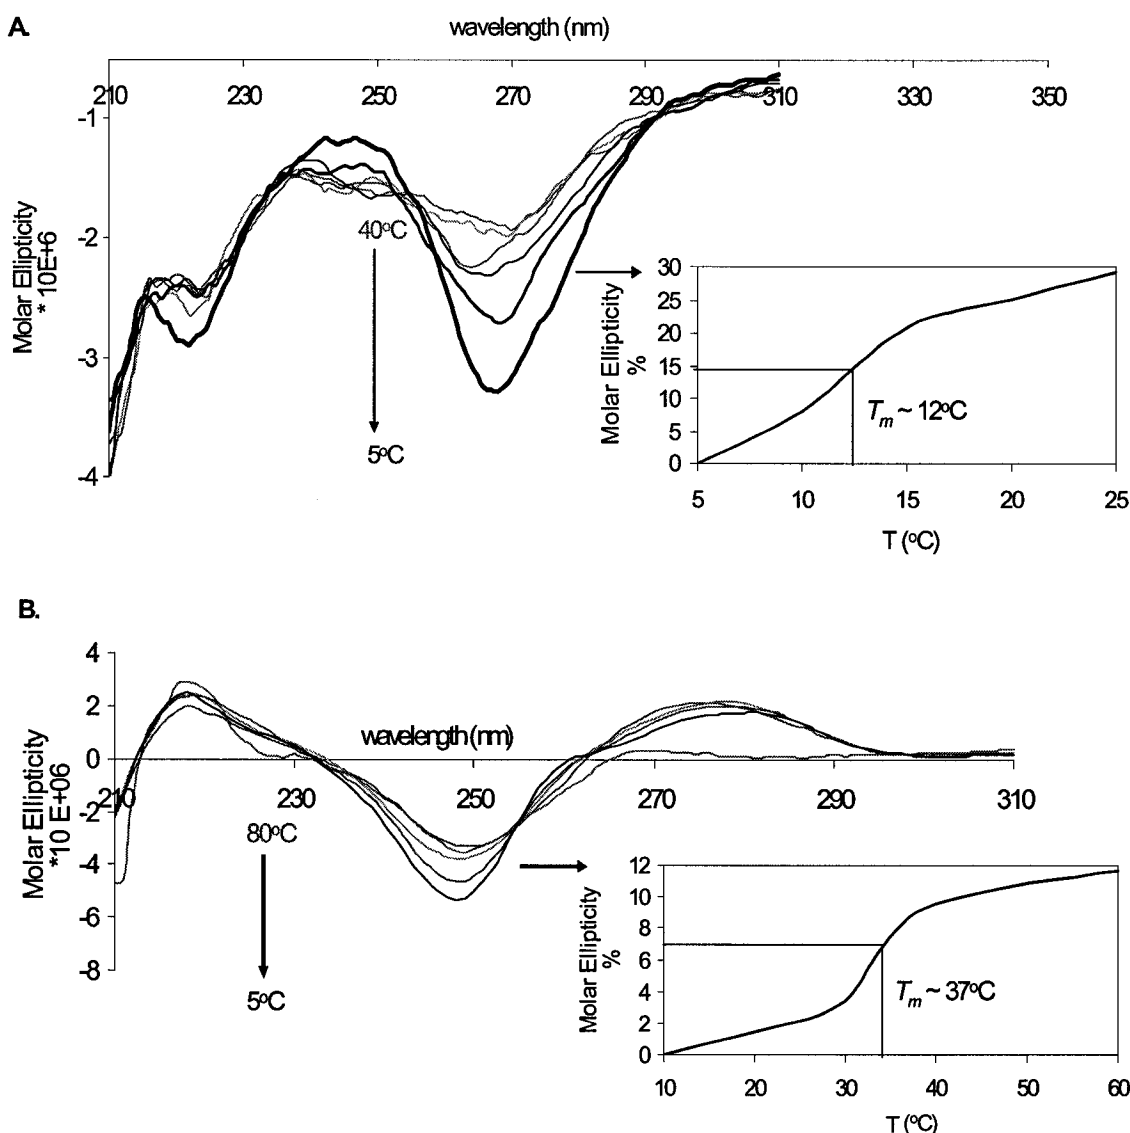 A.
wavelength (nm)
210 230 250 270 290 310 330 350
-1
-2
-3
-4
Molar Ellipticity
* 10E+6
40°C
5°C
30
25
20
15
10
5
0
Molar Ellipticity
%
Tm ~ 12°C
5 10 15 20 25
T (°C)
B.
4
2
0
-2
-4
-6
-8
Molar Ellipticity
*10 E+06
wavelength (nm)
210 230 250 270 290 310
80°C
5°C
12
10
8
6
4
2
0
Molar Ellipticity
%
Tm ~ 37°C
10 20 30 40 50 60
T (°C)